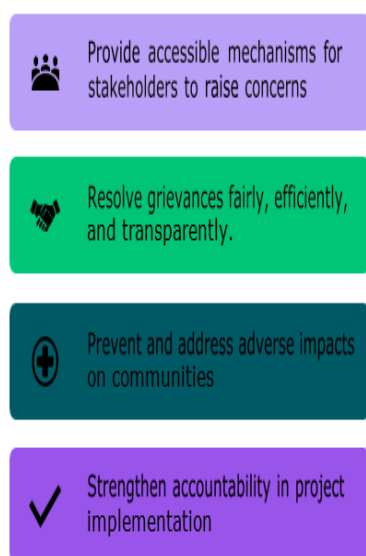 Provide accessible mechanisms for
stakeholders to raise concerns
Resolve grievances fairly, efficiently,
and transparently.
Prevent and address adverse impacts
on communities
Strengthen accountability in project
implementation